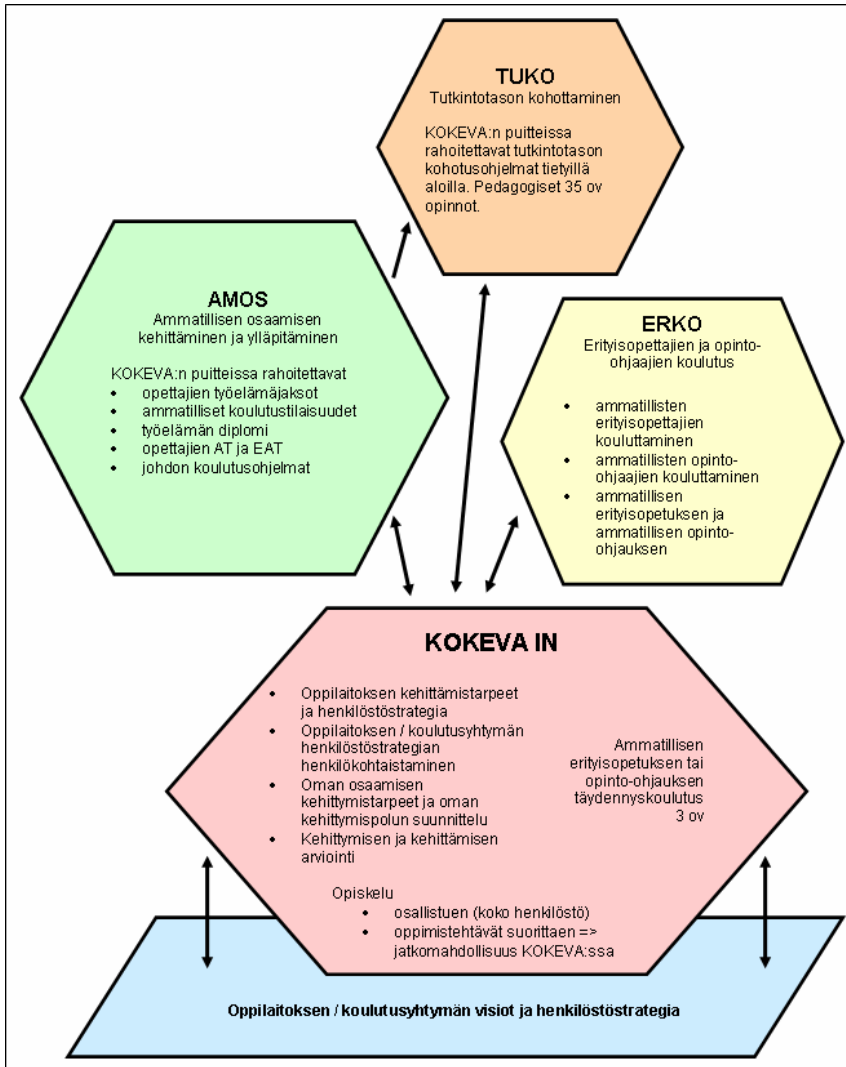 TUKO
Tutkintotason kohottaminen
KOKEVA:n puitteissa
rahoitettavat tutkintotason
kohotusohjelmat tietyillä
aloilla. Pedagogiset 35 ov
opinnot.
AMOS
Ammatillisen osaamisen
kehittäminen ja ylläpitäminen
KOKEVA:n puitteissa rahoitettavat
• opettajien työelämäjaksot
• ammatilliset koulutustilaisuudet
• työelämän diplomi
• opettajien AT ja EAT
• johdon koulutusohjelmat
ERKO
Erityisopettajien ja opinto-
ohjaajien koulutus
• ammatillisten
erityisopettajien
kouluttaminen
• ammatillisten opinto-
ohjaajien kouluttaminen
• ammatillisen
erityisopetuksen ja
ammatillisen opinto-
ohjauksen
KOKEVA IN
• Oppilaitoksen kehittämistarpeet
ja henkilöstöstrategia
• Oppilaitoksen / koulutusyhtymän
henkilöstöstrategian
henkilökohtaistaminen
• Oman osaamisen
kehittymistarpeet ja oman
kehittymispolun suunnittelu
• Kehittymisen ja kehittämisen
arviointi
Ammatillisen
erityisopetuksen tai
opinto-ohjauksen
täydennyskoulutus
3 ov
Opiskelu
• osallistuen (koko henkilöstö)
• oppimistehtävät suorittaen =>
jatkomahdollisuus KOKEVA:ssa
Oppilaitoksen / koulutusyhtymän visiot ja henkilöstöstrategia